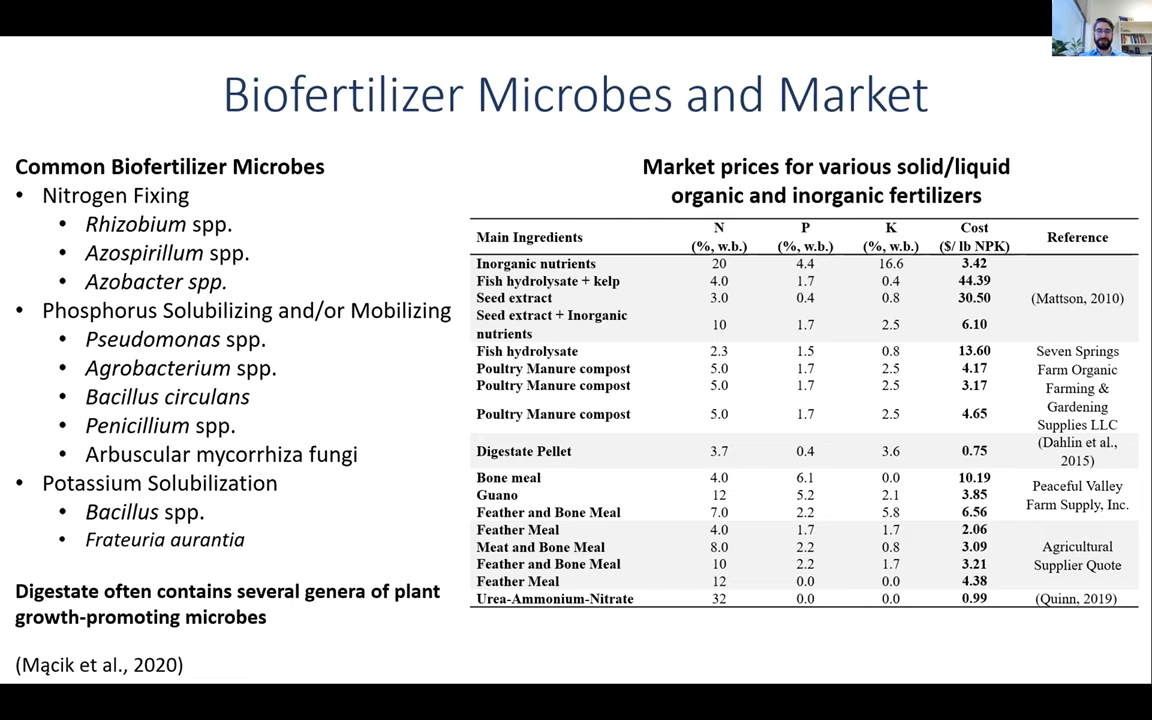 Biofertilizer Microbes and Market
Common Biofertilizer Microbes
• Nitrogen Fixing
• Rhizobium spp.
• Azospirillum spp.
• Azobacter spp.
• Phosphorus Solubilizing and/or Mobilizing
• Pseudomonas spp.
• Agrobacterium spp.
• Bacillus circulans
• Penicillium spp.
• Arbuscular mycorrhiza fungi
• Potassium Solubilization
• Bacillus spp.
• Frateuria aurantia
Digestate often contains several genera of plant
growth-promoting microbes
(Mącik et al., 2020)
Market prices for various solid/liquid
organic and inorganic fertilizers
Main Ingredients N (%, w.b.) P (%, w.b.) K (%, w.b.) Cost ($/ lb NPK) Reference
Inorganic nutrients 20 4.4 16.6 3.42
Fish hydrolysate + kelp 4.0 1.7 0.4 44.39
Seed extract 3.0 0.4 0.8 30.50 (Mattson, 2010)
Seed extract + Inorganic
nutrients 10 1.7 2.5 6.10
Fish hydrolysate 2.3 1.5 0.8 13.60 Seven Springs
Poultry Manure compost 5.0 1.7 2.5 4.17 Farm Organic
Poultry Manure compost 5.0 1.7 2.5 3.17 Farming &
Poultry Manure compost 5.0 1.7 2.5 4.65 Gardening
Supplies LLC
Digestate Pellet 3.7 0.4 3.6 0.75 (Dahlin et al.,
2015)
Bone meal 4.0 6.1 0.0 10.19 Peaceful Valley
Guano 12 5.2 2.1 3.85 Farm Supply, Inc.
Feather and Bone Meal 7.0 2.2 5.8 6.56
Feather Meal 4.0 1.7 1.7 2.06
Meat and Bone Meal 8.0 2.2 0.8 3.09 Agricultural
Feather and Bone Meal 10 2.2 1.7 3.21 Supplier Quote
Feather Meal 12 0.0 0.0 4.38
Urea-Ammonium-Nitrate 32 0.0 0.0 0.99 (Quinn, 2019)